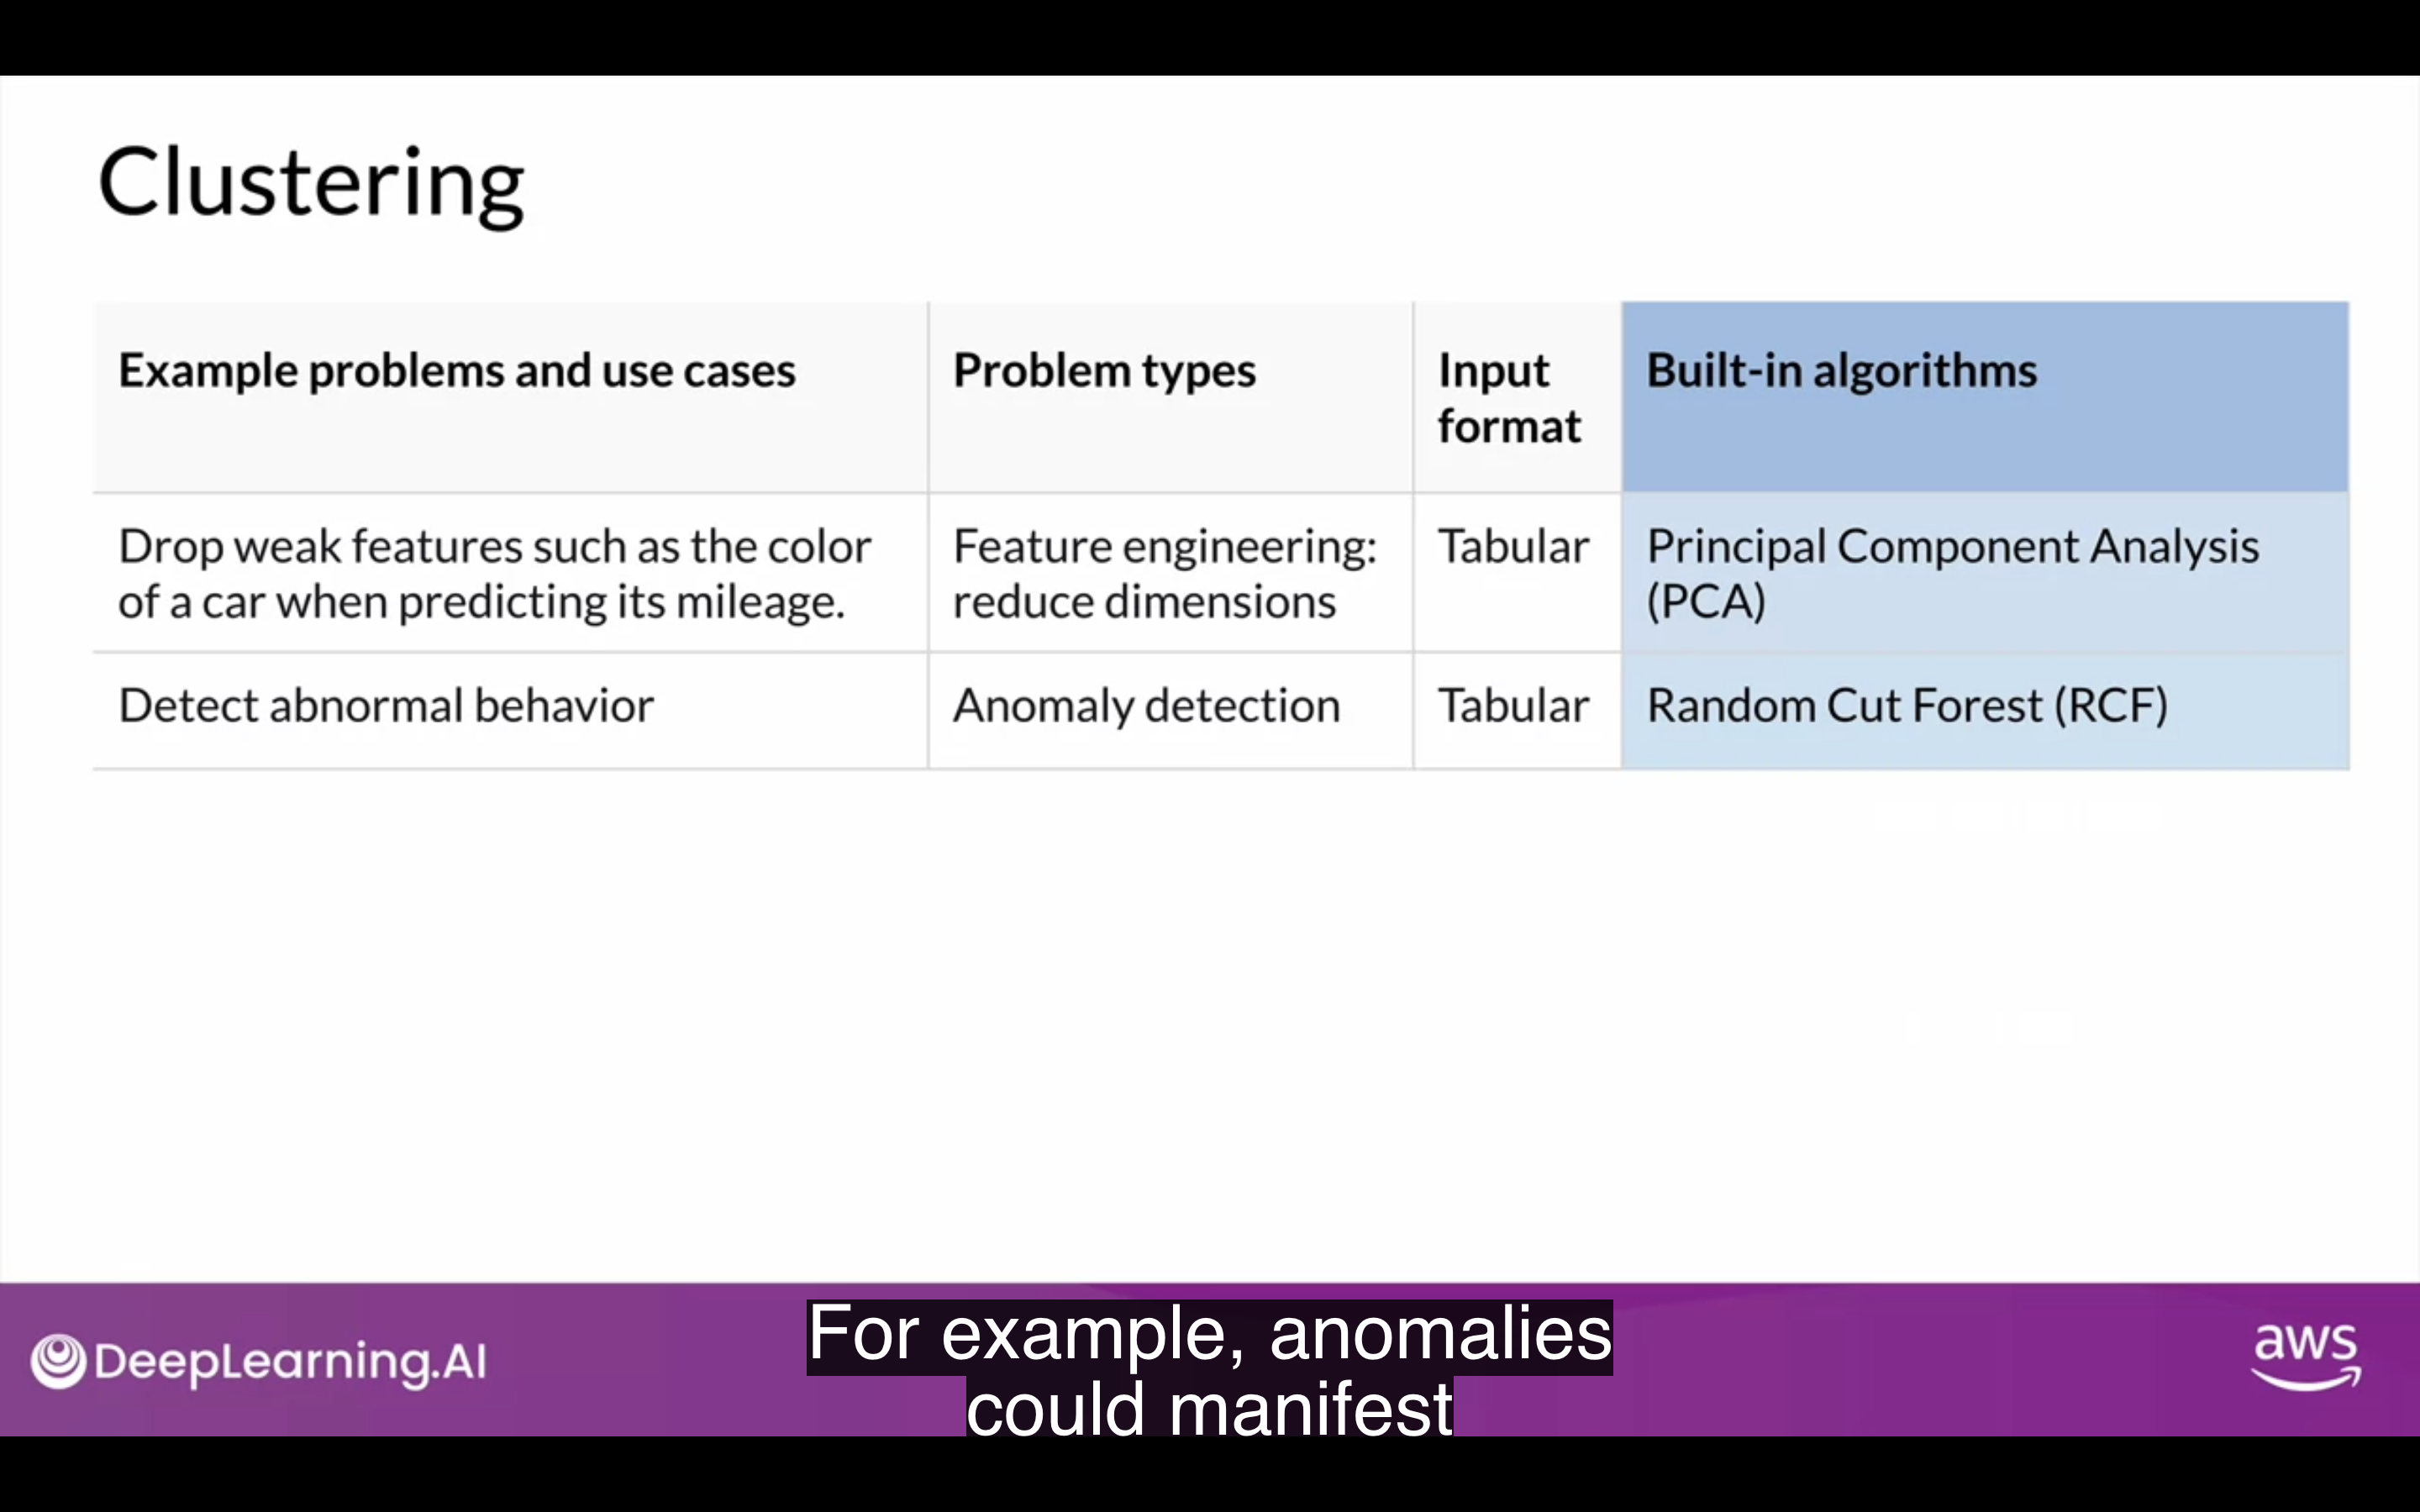 Clustering
Example problems and use cases
Problem types
Input
format
Built-in algorithms
Drop weak features such as the color
of a car when predicting its mileage.
Feature engineering:
reduce dimensions
Tabular
Principal Component Analysis
(PCA)
Detect abnormal behavior
Anomaly detection
Tabular
Random Cut Forest (RCF)
DeepLearning.AI
For example, anomalies
could manifest
aws